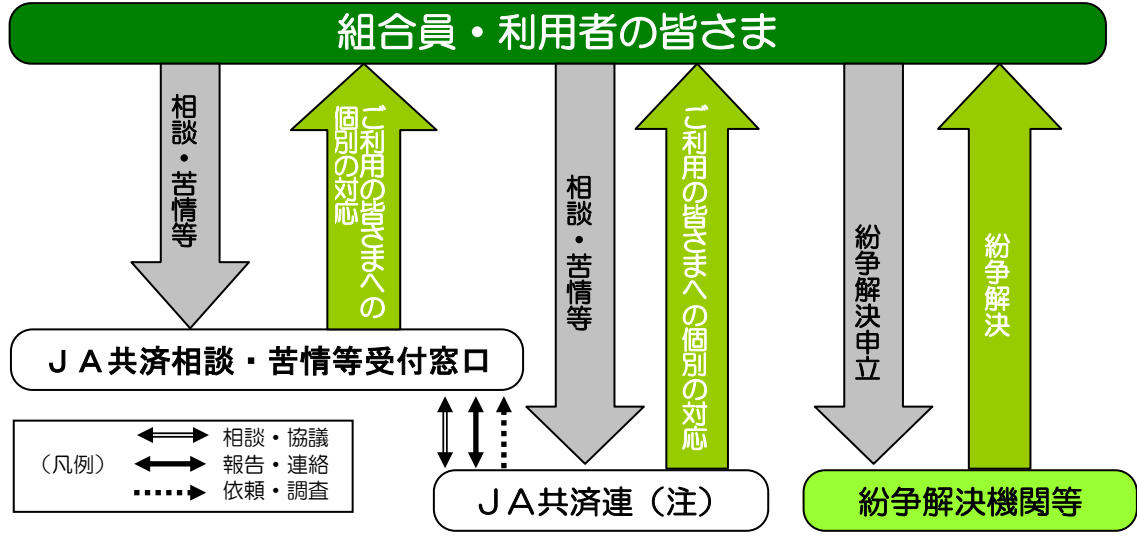 組合員・利用者の皆さま
相談・苦情等
ご利用の皆さまへの
個別の対応
相談・苦情等
ご利用の皆さまへの個別の対応
紛争解決申立
紛争解決
ＪＡ共済相談・苦情等受付窓口
（凡例）
相談・協議
報告・連絡
依頼・調査
ＪＡ共済連（注）
紛争解決機関等